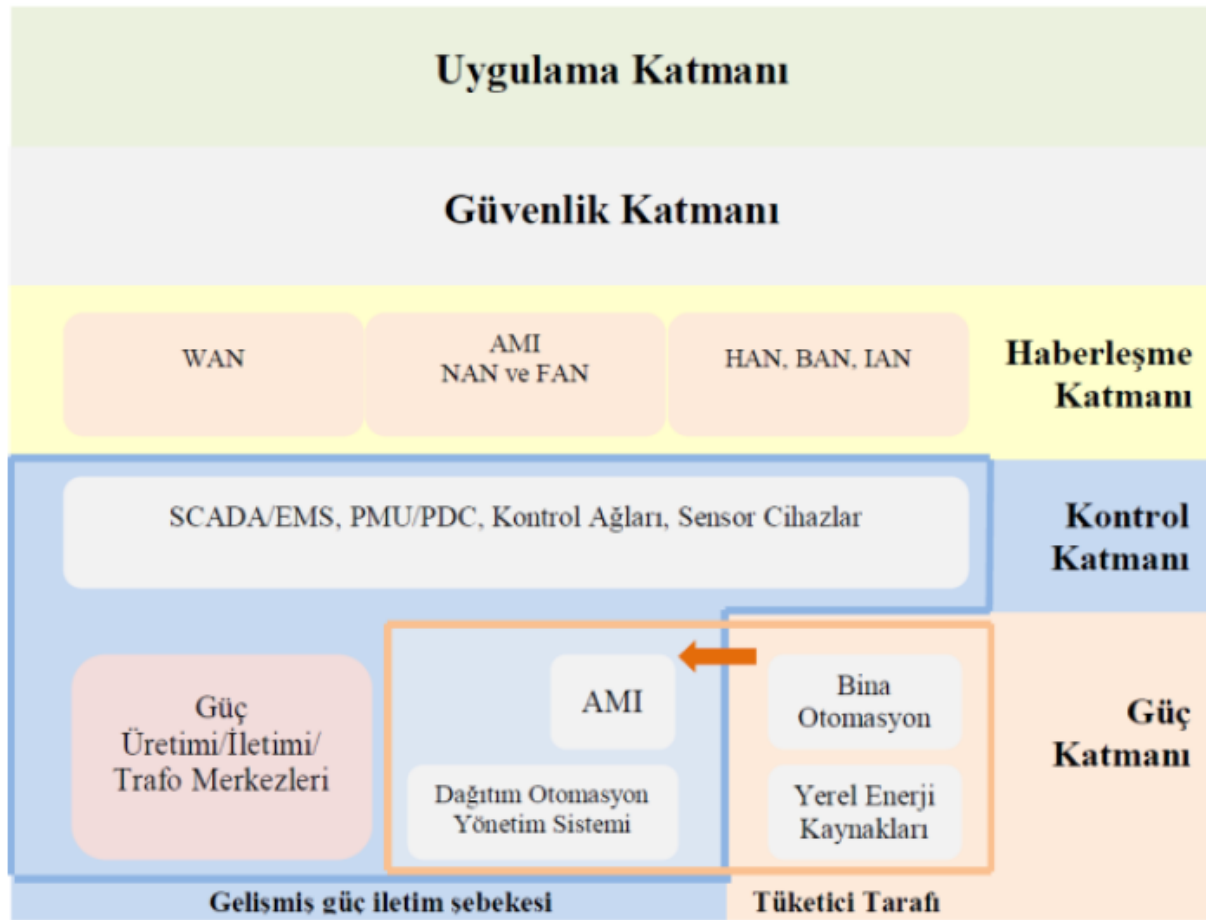 Uygulama Katmanı
Güvenlik Katmanı
WAN
AMI
NAN ve FAN
HAN, BAN, IAN
Haberleşme
Katmanı
SCADA/EMS, PMU/PDC, Kontrol Ağları, Sensor Cihazlar
Kontrol
Katmanı
Güç
Üretimi/İletimi/
Trafo Merkezleri
AMI
Dağıtım Otomasyon
Yönetim Sistemi
Bina
Otomasyon
Yerel Enerji
Kaynakları
Güç
Katmanı
Gelişmiş güç iletim şebekesi
Tüketici Tarafı